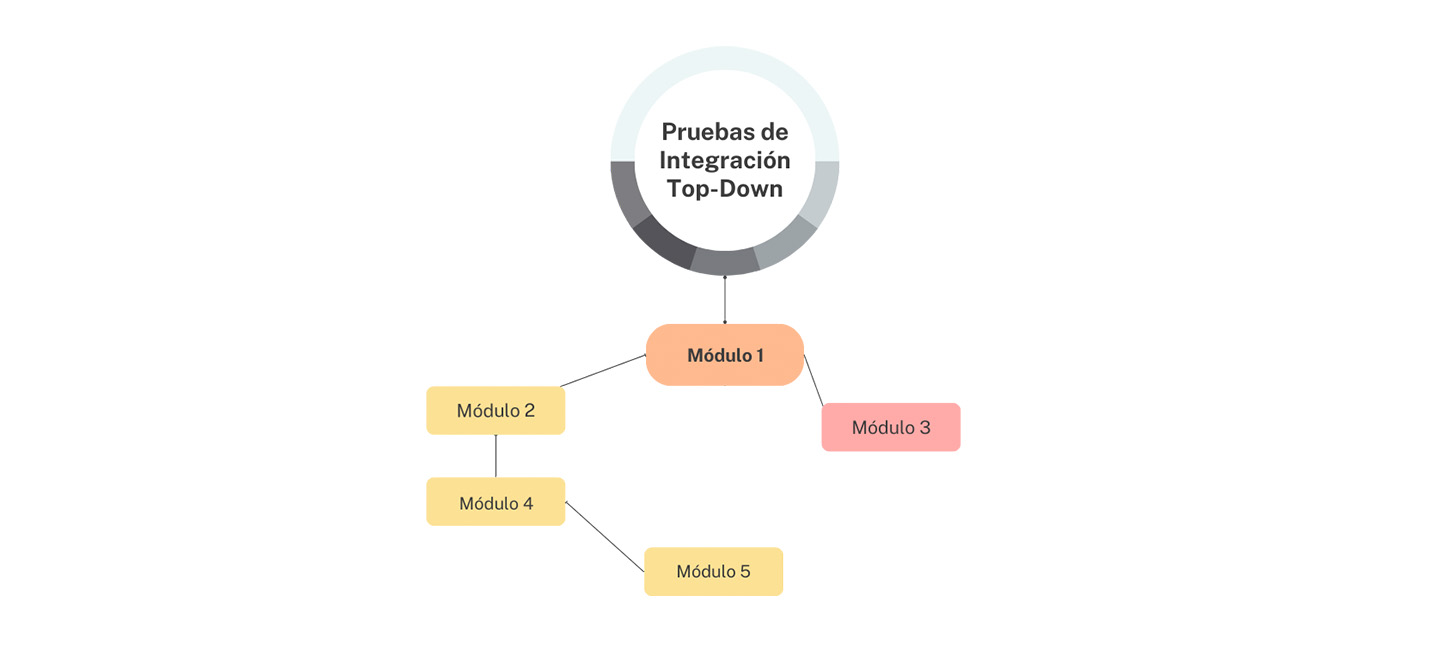 Pruebas de
Integración
Top-Down
Módulo 1
Módulo 2
Módulo 3
Módulo 4
Módulo 5